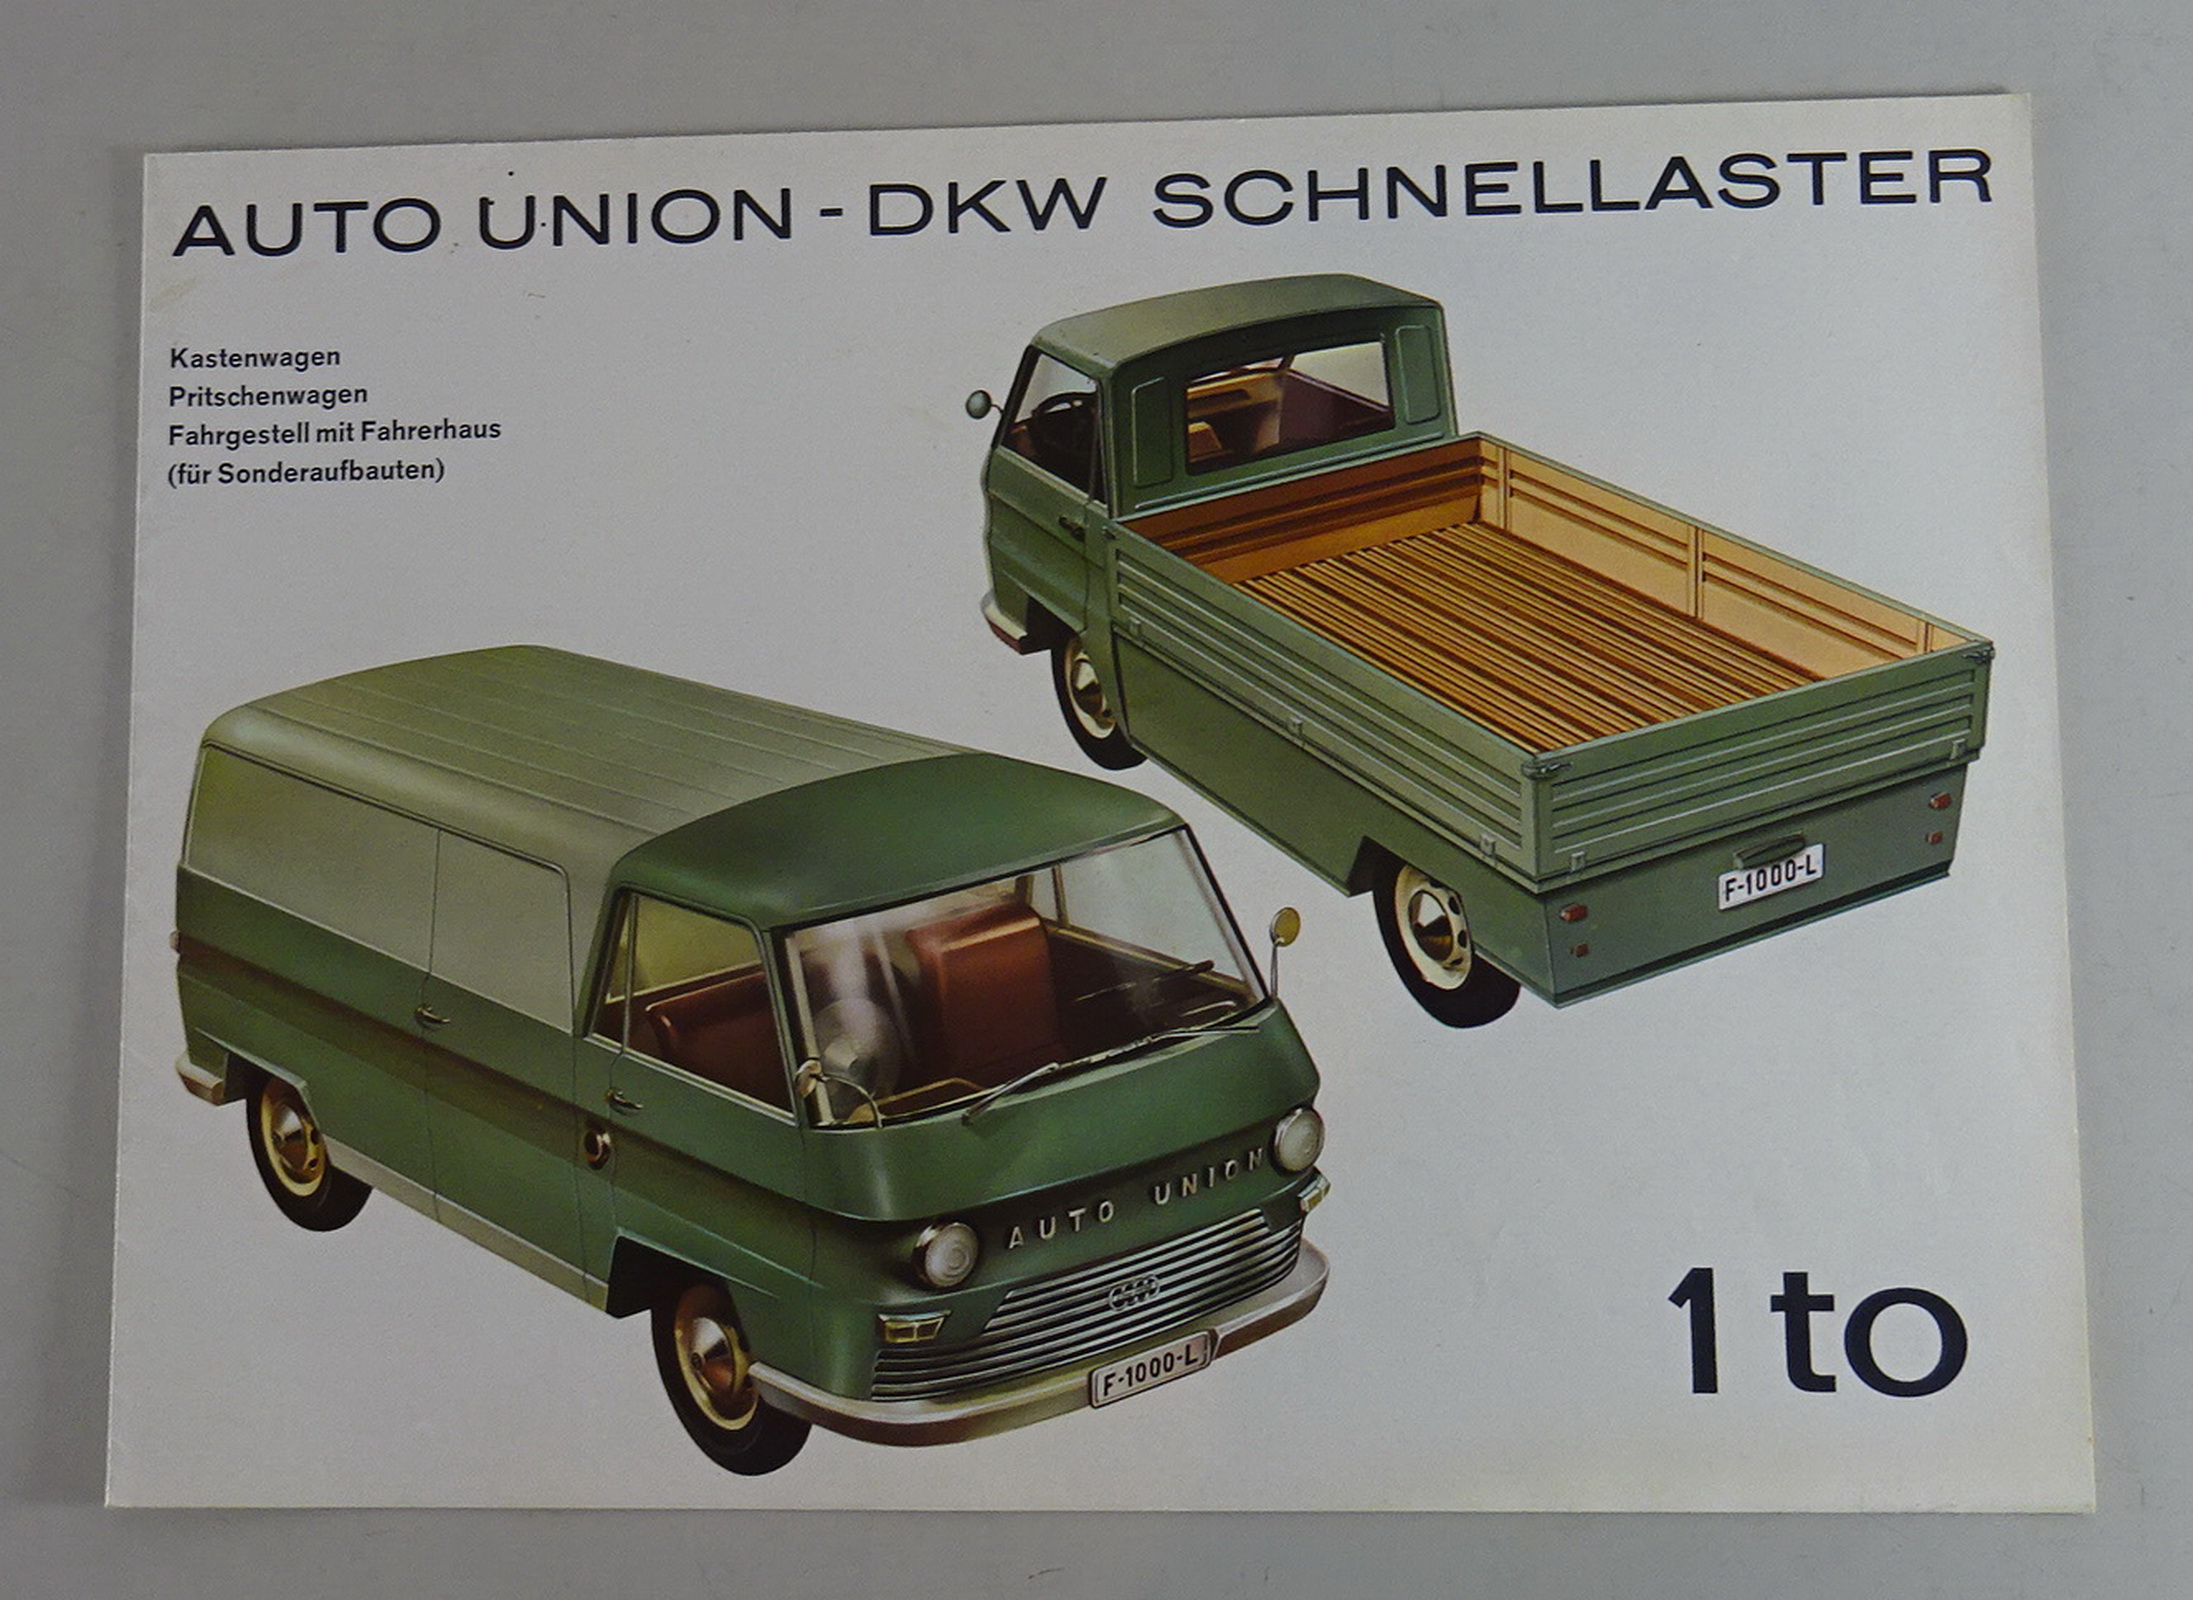 AUTO UNION - DKW SCHNELLASTER
Kastenwagen
Pritschenwagen
Fahrgestell mit Fahrerhaus
(für Sonderaufbauten)
F-1000-L
AUTO UNION
F-1000-L
1 to